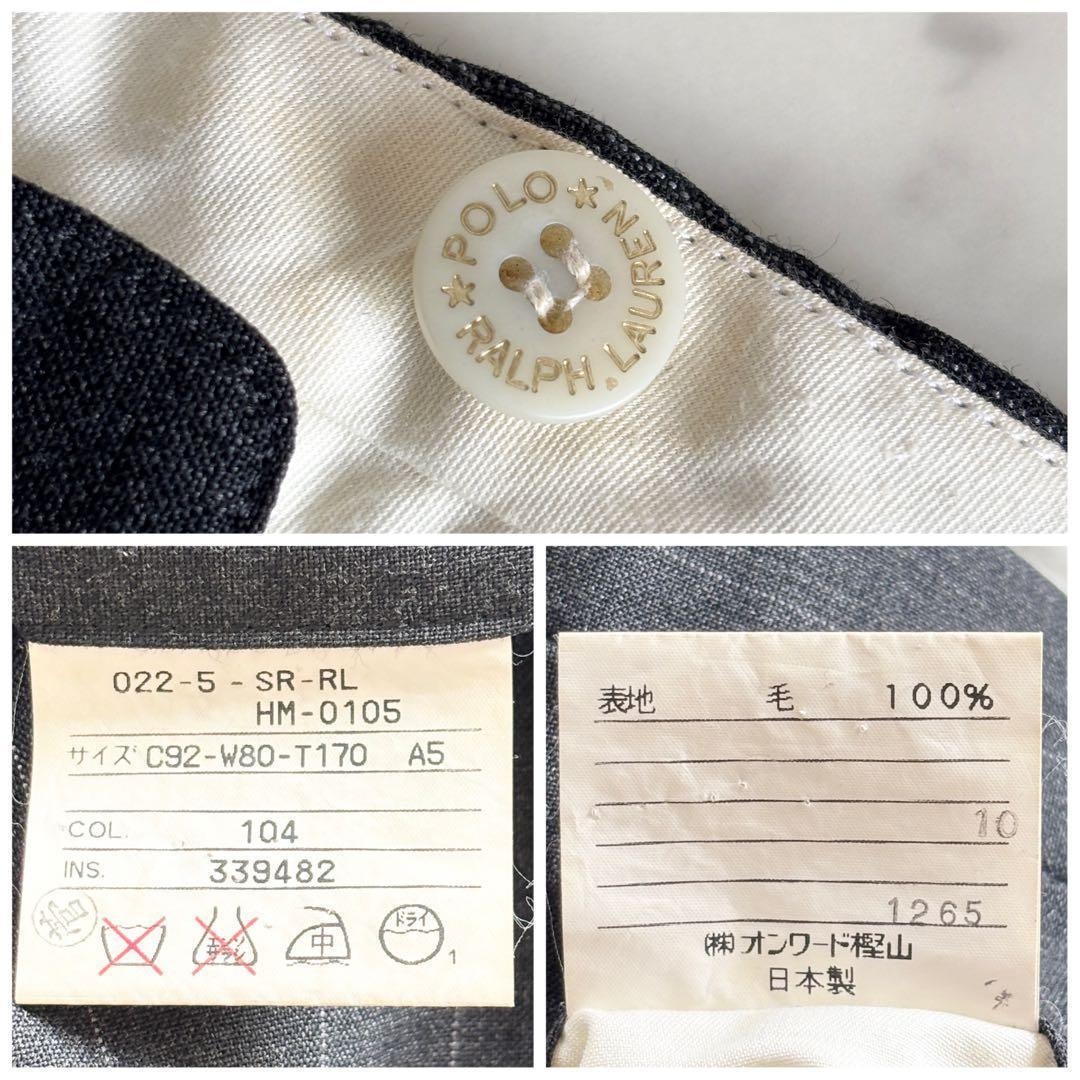 POLO
RALPH. LAUREN
022-5-SR-RL
HM-0105
サイズ C92-W80-T170 A5
COL. 104
INS. 339482
中
ドライ
1
表地 毛 100%
10
1265
(株)オンワード樫山
日本製